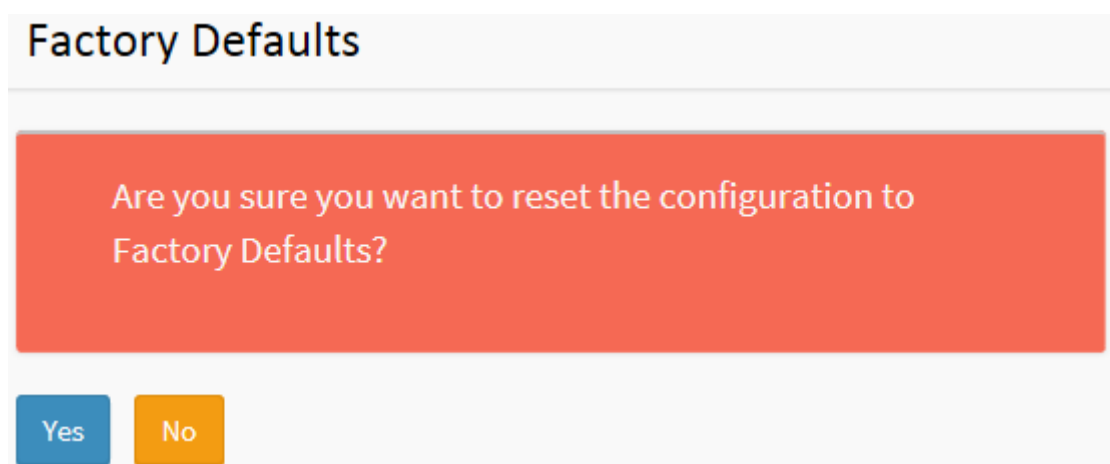 Factory Defaults
Are you sure you want to reset the configuration to
Factory Defaults?
Yes No